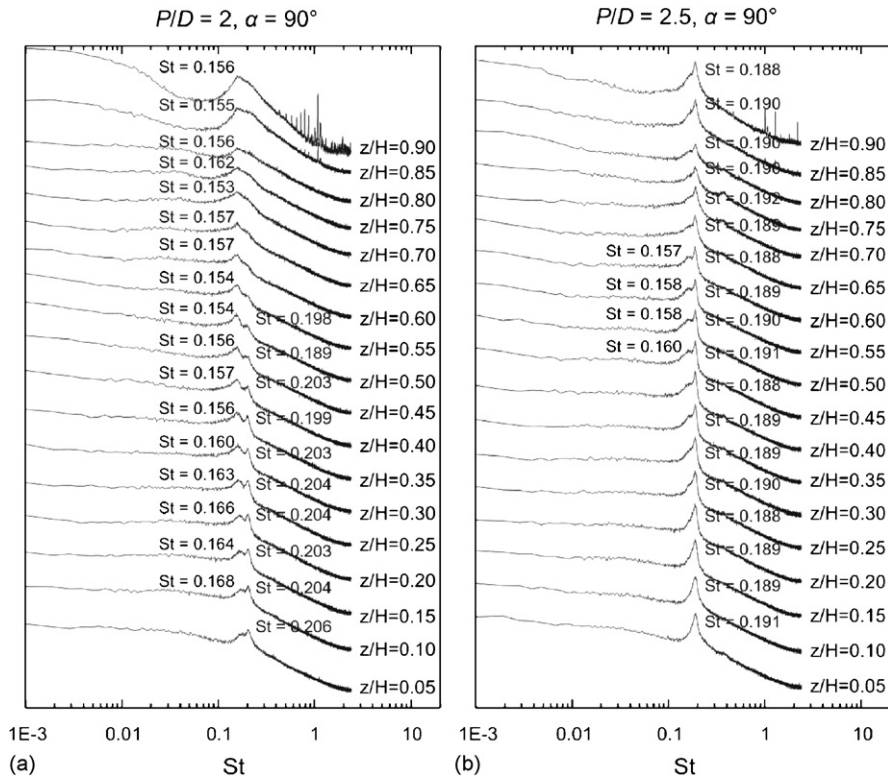 P/D = 2, α = 90°
St = 0.156
St = 0.155
St = 0.156
St = 0.162
St = 0.153
St = 0.157
St = 0.157
St = 0.154
St = 0.154
St = 0.156
St = 0.157
St = 0.156
St = 0.160
St = 0.163
St = 0.166
St = 0.164
St = 0.168
St = 0.198
St = 0.189
St = 0.203
St = 0.199
St = 0.203
St = 0.204
St = 0.204
St = 0.203
St = 0.204
St = 0.206
z/H=0.90
z/H=0.85
z/H=0.80
z/H=0.75
z/H=0.70
z/H=0.65
z/H=0.60
z/H=0.55
z/H=0.50
z/H=0.45
z/H=0.40
z/H=0.35
z/H=0.30
z/H=0.25
z/H=0.20
z/H=0.15
z/H=0.10
z/H=0.05
1E-3 0.01 0.1 1 10
(a) St
P/D = 2.5, α = 90°
St = 0.188
St = 0.190
St = 0.190
St = 0.190
St = 0.192
St = 0.189
St = 0.188
St = 0.189
St = 0.190
St = 0.191
St = 0.188
St = 0.189
St = 0.189
St = 0.190
St = 0.188
St = 0.189
St = 0.189
St = 0.191
St = 0.157
St = 0.158
St = 0.158
St = 0.160
z/H=0.90
z/H=0.85
z/H=0.80
z/H=0.75
z/H=0.70
z/H=0.65
z/H=0.60
z/H=0.55
z/H=0.50
z/H=0.45
z/H=0.40
z/H=0.35
z/H=0.30
z/H=0.25
z/H=0.20
z/H=0.15
z/H=0.10
z/H=0.05
1E-3 0.01 0.1 1 10
(b) St